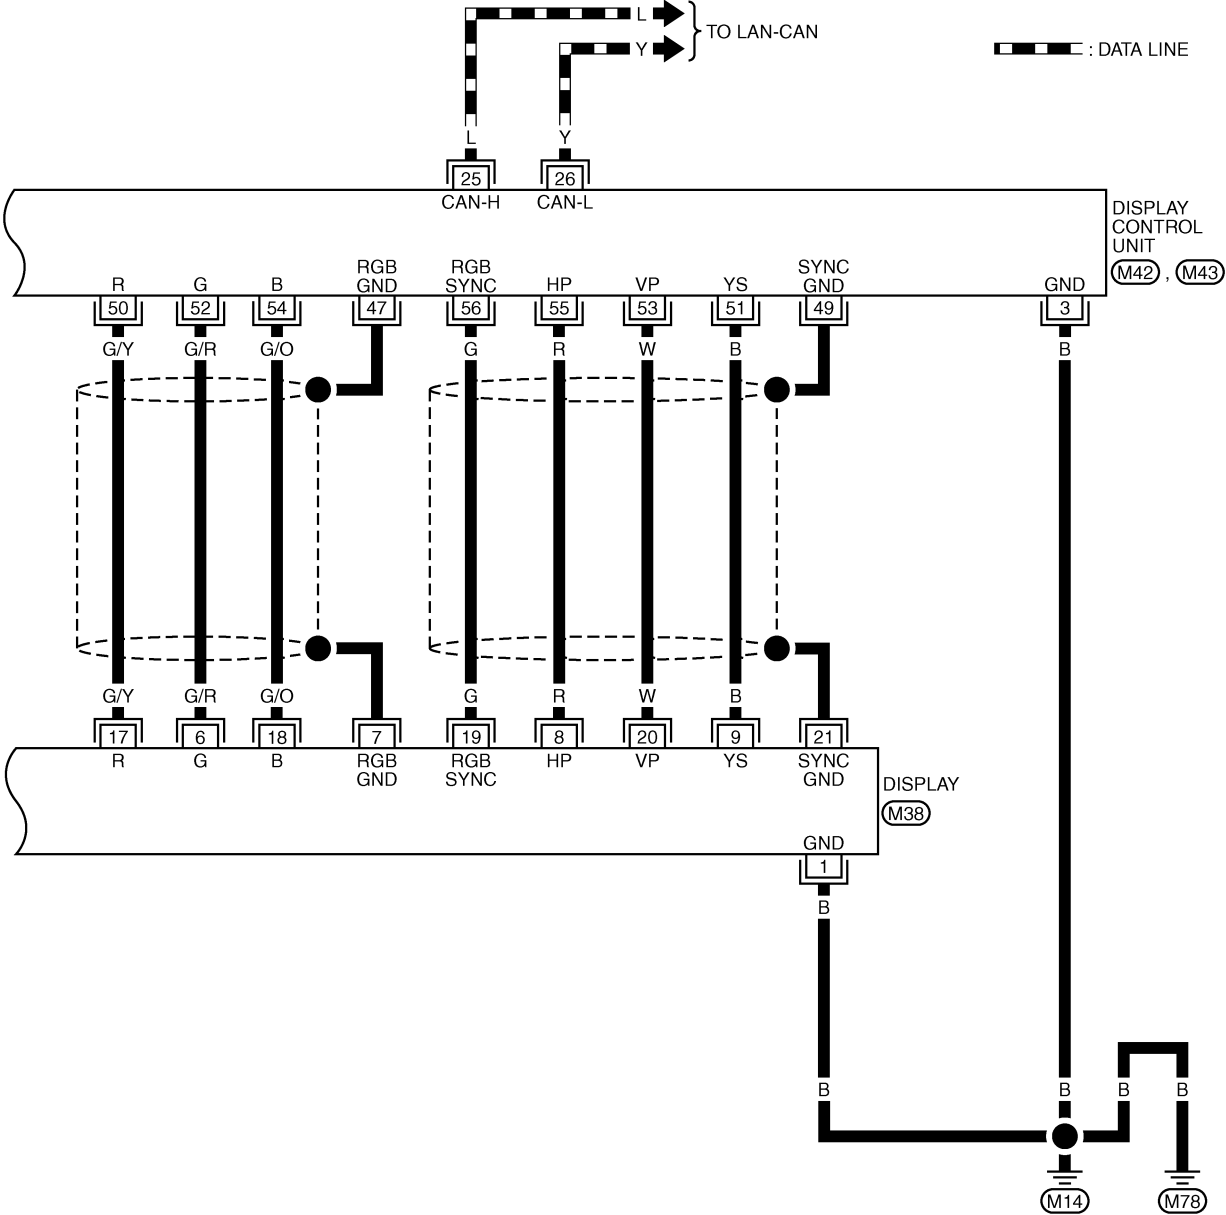 L
TO LAN-CAN
Y
: DATA LINE
L Y
25 26
CAN-H CAN-L
DISPLAY
CONTROL
UNIT
M42 , M43
R G B RGB GND RGB SYNC HP VP YS SYNC GND GND
50 52 54 47 56 55 53 51 49 3
G/Y G/R G/O G R W B B
G/Y G/R G/O G R W B
17 6 18 7 19 8 20 9 21
R G B RGB GND RGB SYNC HP VP YS SYNC GND
DISPLAY
M38
GND
1
B
B B B B
M14 M78